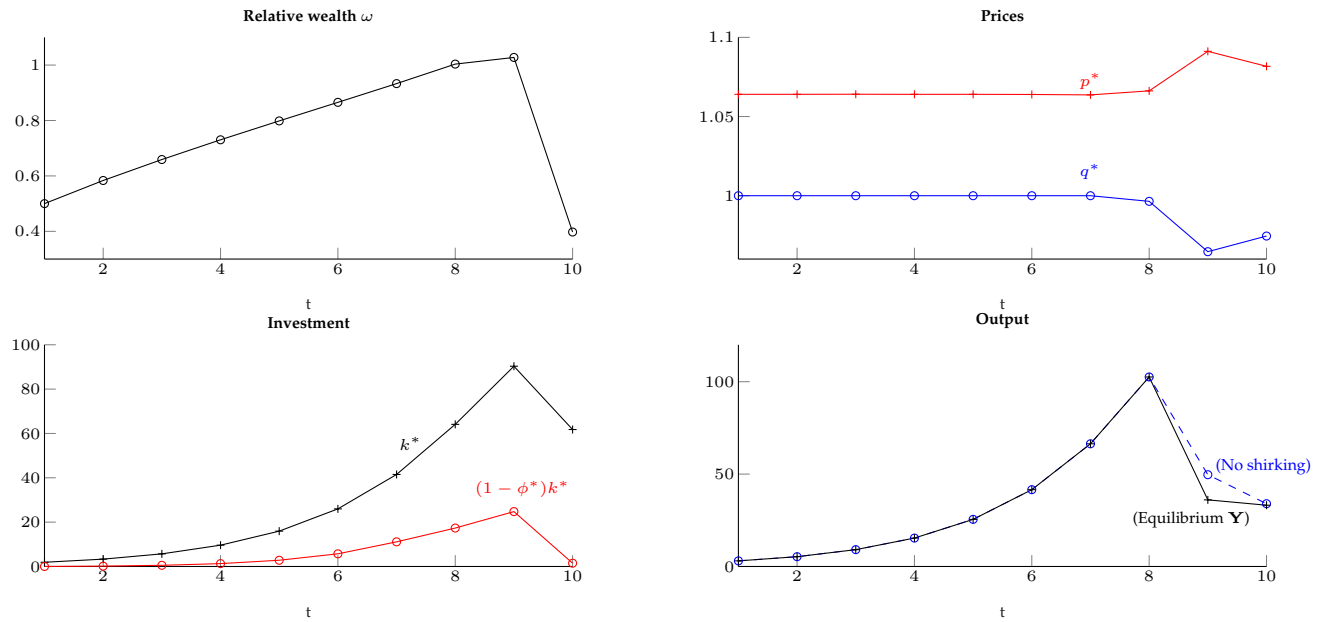 Relative wealth ω
1
0.8
0.6
0.4
2
4
6
8
10
t
Prices
1.1
1.05
1
p*
q*
2
4
6
8
10
t
Investment
100
80
60
40
20
0
k*
(1 − ϕ*)k*
2
4
6
8
10
t
Output
100
50
0
(No shirking)
(Equilibrium Y)
2
4
6
8
10
t